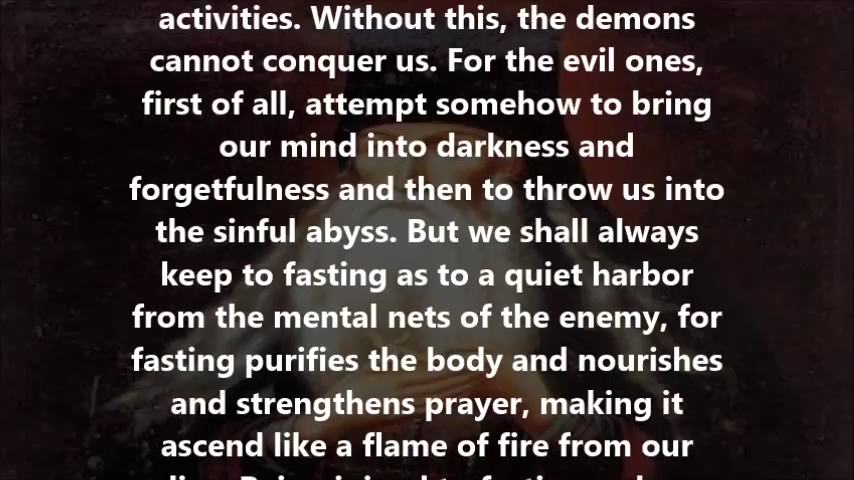 activities. Without this, the demons
cannot conquer us. For the evil ones,
first of all, attempt somehow to bring
our mind into darkness and
forgetfulness and then to throw us into
the sinful abyss. But we shall always
keep to fasting as to a quiet harbor
from the mental nets of the enemy, for
fasting purifies the body and nourishes
and strengthens prayer, making it
ascend like a flame of fire from our